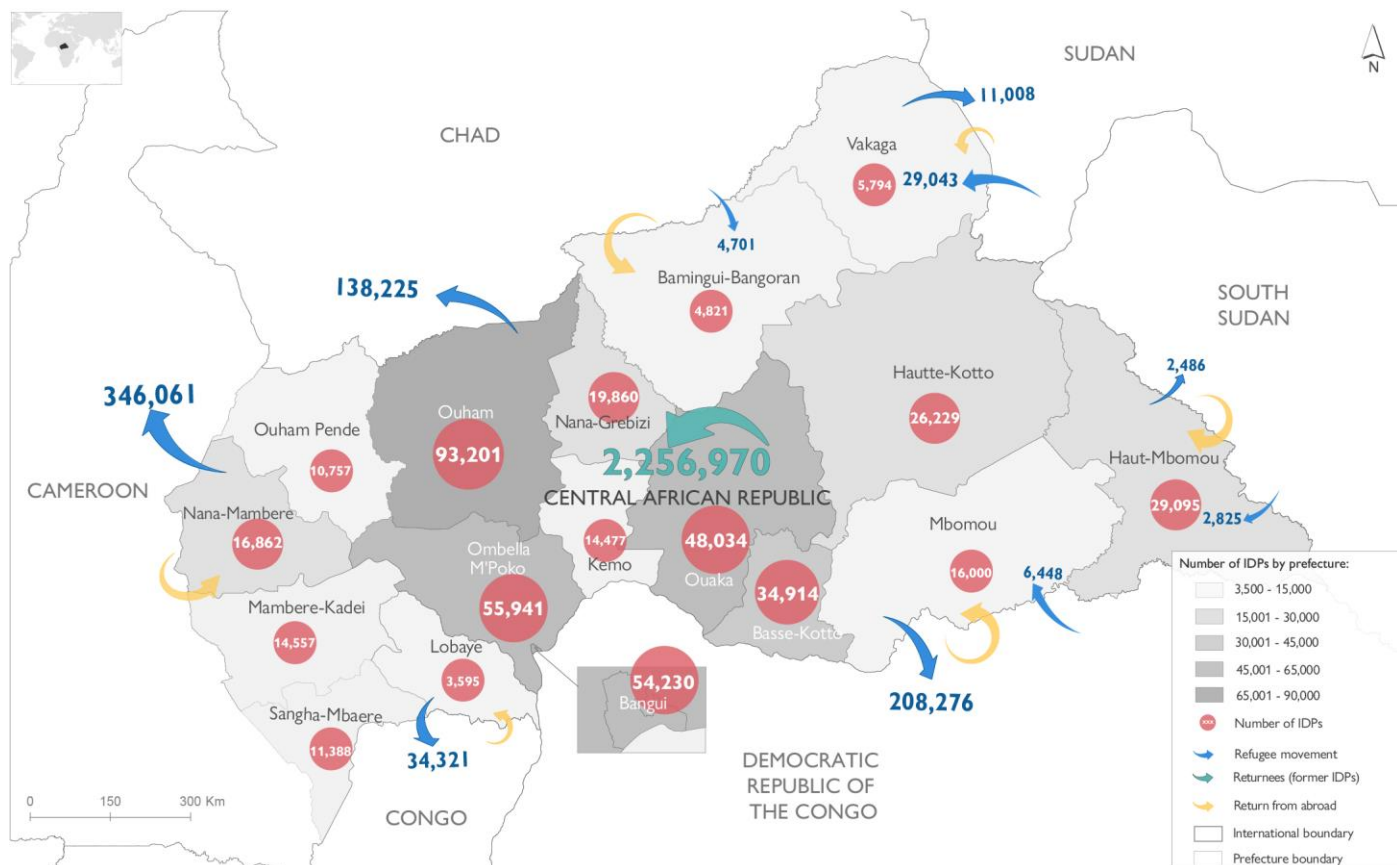 N
SUDAN
11,008
CHAD
Vakaga
5,794
29,043
4,701
Bamingui-Bangoran
4,821
138,225
SOUTH
SUDAN
2,486
346,061
Hautte-Kotto
26,229
19,860
Nana-Grebizi
Ouham
93,201
Ouham Pende
10,757
2,256,970
CENTRAL AFRICAN REPUBLIC
Haut-Mbomou
29,095
2,825
CAMEROON
Nana-Mambere
16,862
Mbomou
16,000
6,448
Ombella
M'Poko
55,941
14,477
Kemo
48,034
Ouaka
34,914
Basse-Kotto
Mambere-Kadei
14,557
Lobaye
3,595
54,230
Bangui
208,276
Sangha-Mbaere
11,388
34,321
DEMOCRATIC
REPUBLIC OF
THE CONGO
CONGO
0 150 300 Km
Number of IDPs by prefecture:
3,500 - 15,000
15,001 - 30,000
30,001 - 45,000
45,001 - 65,000
65,001 - 90,000
xxx Number of IDPs
Refugee movement
Returnees (former IDPs)
Return from abroad
International boundary
Prefecture boundary